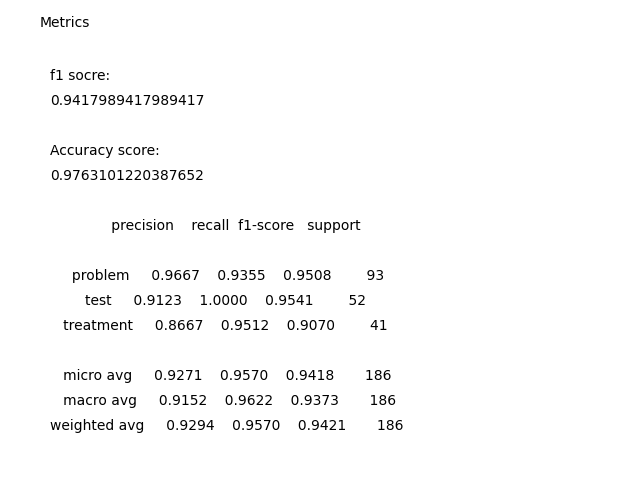 Metrics
f1 socre:
0.9417989417989417
Accuracy score:
0.9763101220387652
precision recall f1-score support
problem 0.9667 0.9355 0.9508 93
test 0.9123 1.0000 0.9541 52
treatment 0.8667 0.9512 0.9070 41
micro avg 0.9271 0.9570 0.9418 186
macro avg 0.9152 0.9622 0.9373 186
weighted avg 0.9294 0.9570 0.9421 186